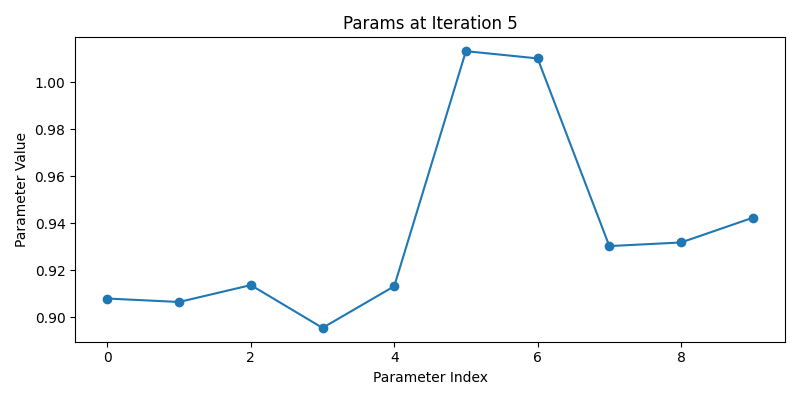 Params at Iteration 5
Parameter Value
1.00
0.98
0.96
0.94
0.92
0.90
0 2 4 6 8
Parameter Index